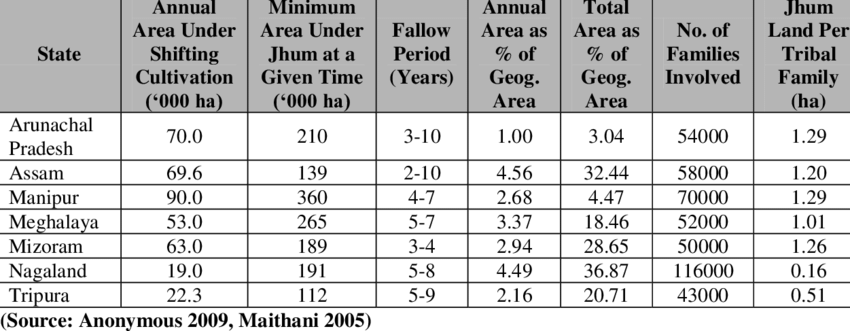 State | Annual Area Under Shifting Cultivation (‘000 ha) | Minimum Area Under Jhum at a Given Time (‘000 ha) | Fallow Period (Years) | Annual Area as % of Geog. Area | Total Area as % of Geog. Area | No. of Families Involved | Jhum Land Per Tribal Family (ha)
Arunachal Pradesh | 70.0 | 210 | 3-10 | 1.00 | 3.04 | 54000 | 1.29
Assam | 69.6 | 139 | 2-10 | 4.56 | 32.44 | 58000 | 1.20
Manipur | 90.0 | 360 | 4-7 | 2.68 | 4.47 | 70000 | 1.29
Meghalaya | 53.0 | 265 | 5-7 | 3.37 | 18.46 | 52000 | 1.01
Mizoram | 63.0 | 189 | 3-4 | 2.94 | 28.65 | 50000 | 1.26
Nagaland | 19.0 | 191 | 5-8 | 4.49 | 36.87 | 116000 | 0.16
Tripura | 22.3 | 112 | 5-9 | 2.16 | 20.71 | 43000 | 0.51
(Source: Anonymous 2009, Maithani 2005)